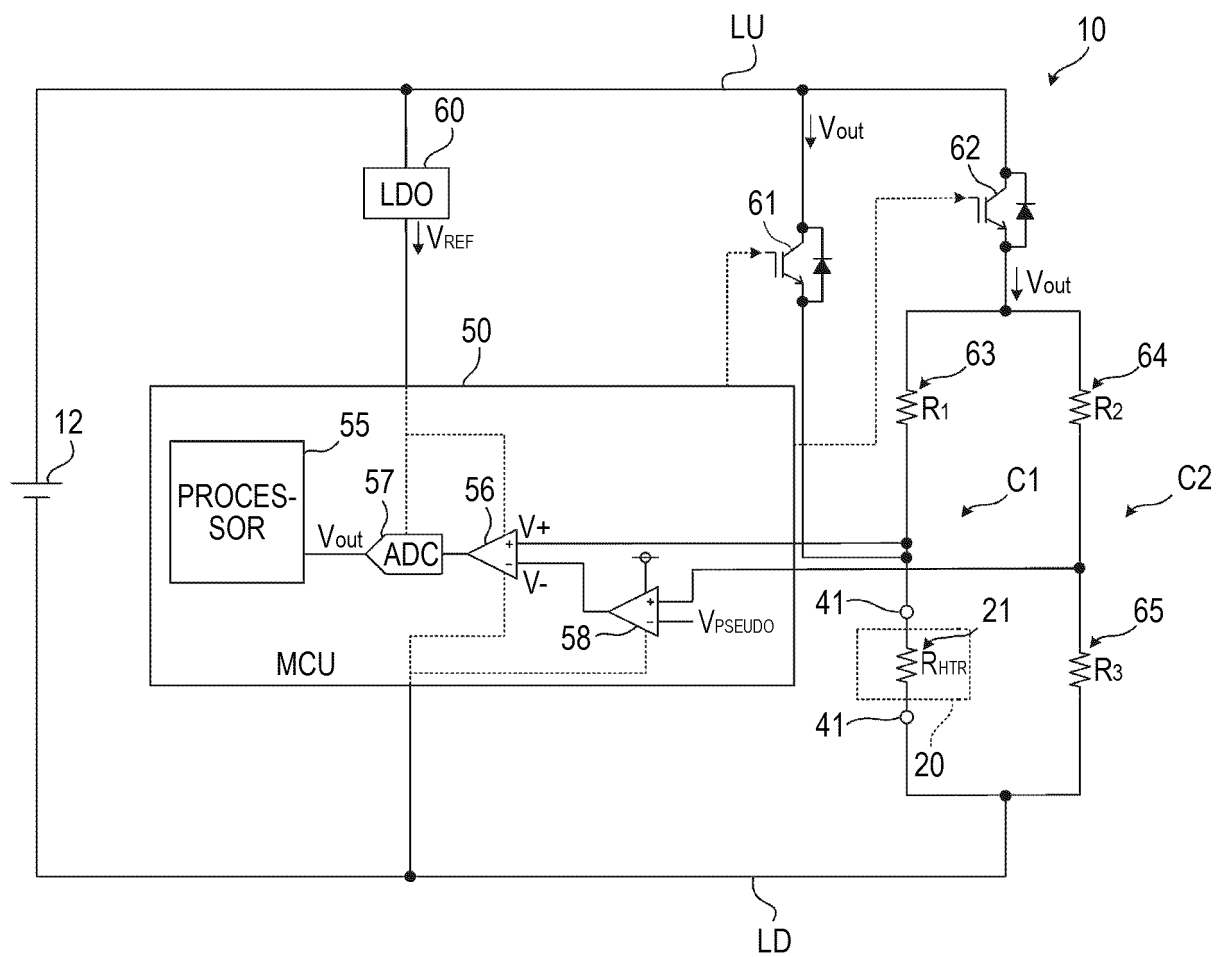 LU
10
60
Vout
LDO
62
61
VREF
Vout
50
63
64
R1
R2
12
55
57
56
C1
C2
PROCES-
SOR
V+
Vout
ADC
V-
41
21
65
VPSEUDO
58
MCU
RHTR
R3
41
20
LD